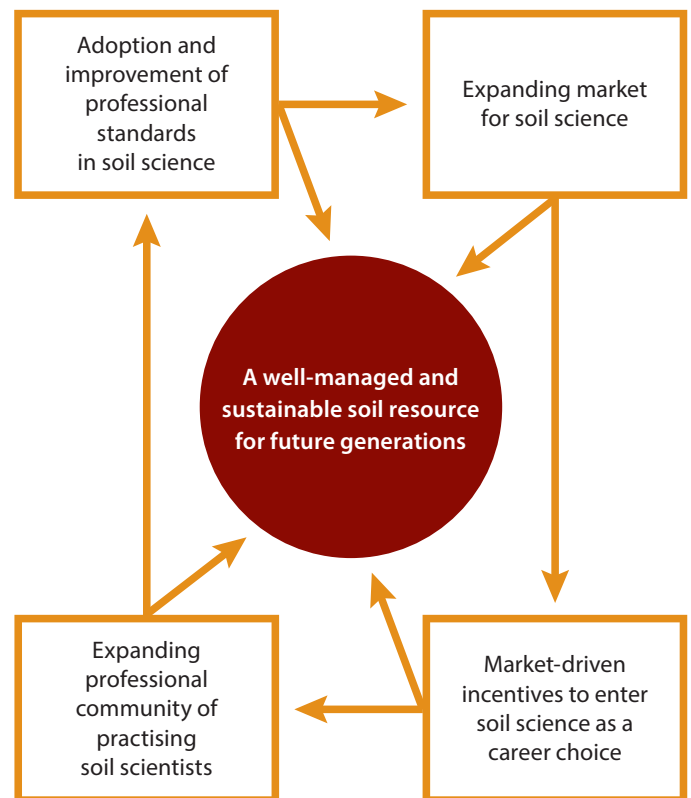 Adoption and
improvement of
professional
standards
in soil science
Expanding market
for soil science
A well-managed and
sustainable soil resource
for future generations
Expanding
professional
community of
practising
soil scientists
Market-driven
incentives to enter
soil science as a
career choice